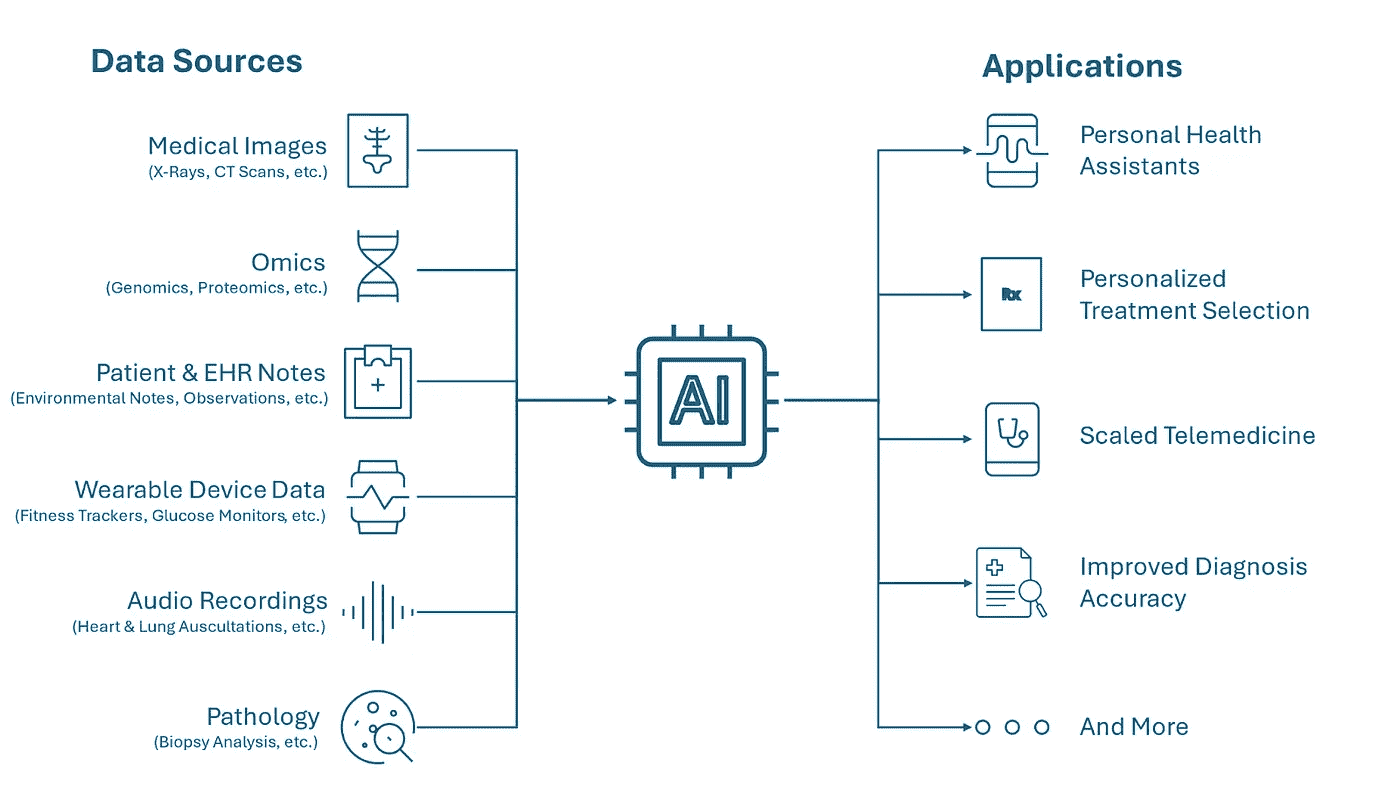 Data Sources
Medical Images
(X-Rays, CT Scans, etc.)
Omics
(Genomics, Proteomics, etc.)
Patient & EHR Notes
(Environmental Notes, Observations, etc.)
Wearable Device Data
(Fitness Trackers, Glucose Monitors, etc.)
Audio Recordings
(Heart & Lung Auscultations, etc.)
Pathology
(Biopsy Analysis, etc.)
AI
Applications
Personal Health
Assistants
Rx
Personalized
Treatment Selection
Scaled Telemedicine
Improved Diagnosis
Accuracy
And More